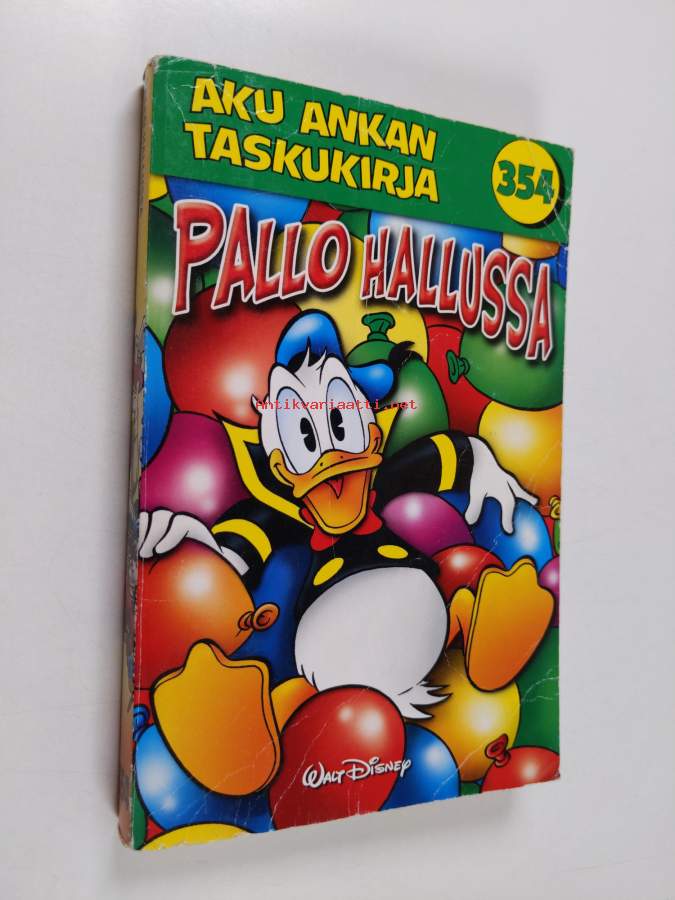 AKU ANKAN
TASKUKIRJA
354
PALLO HALLUSSA
Antikvariaatti.net
WALT DISNEY